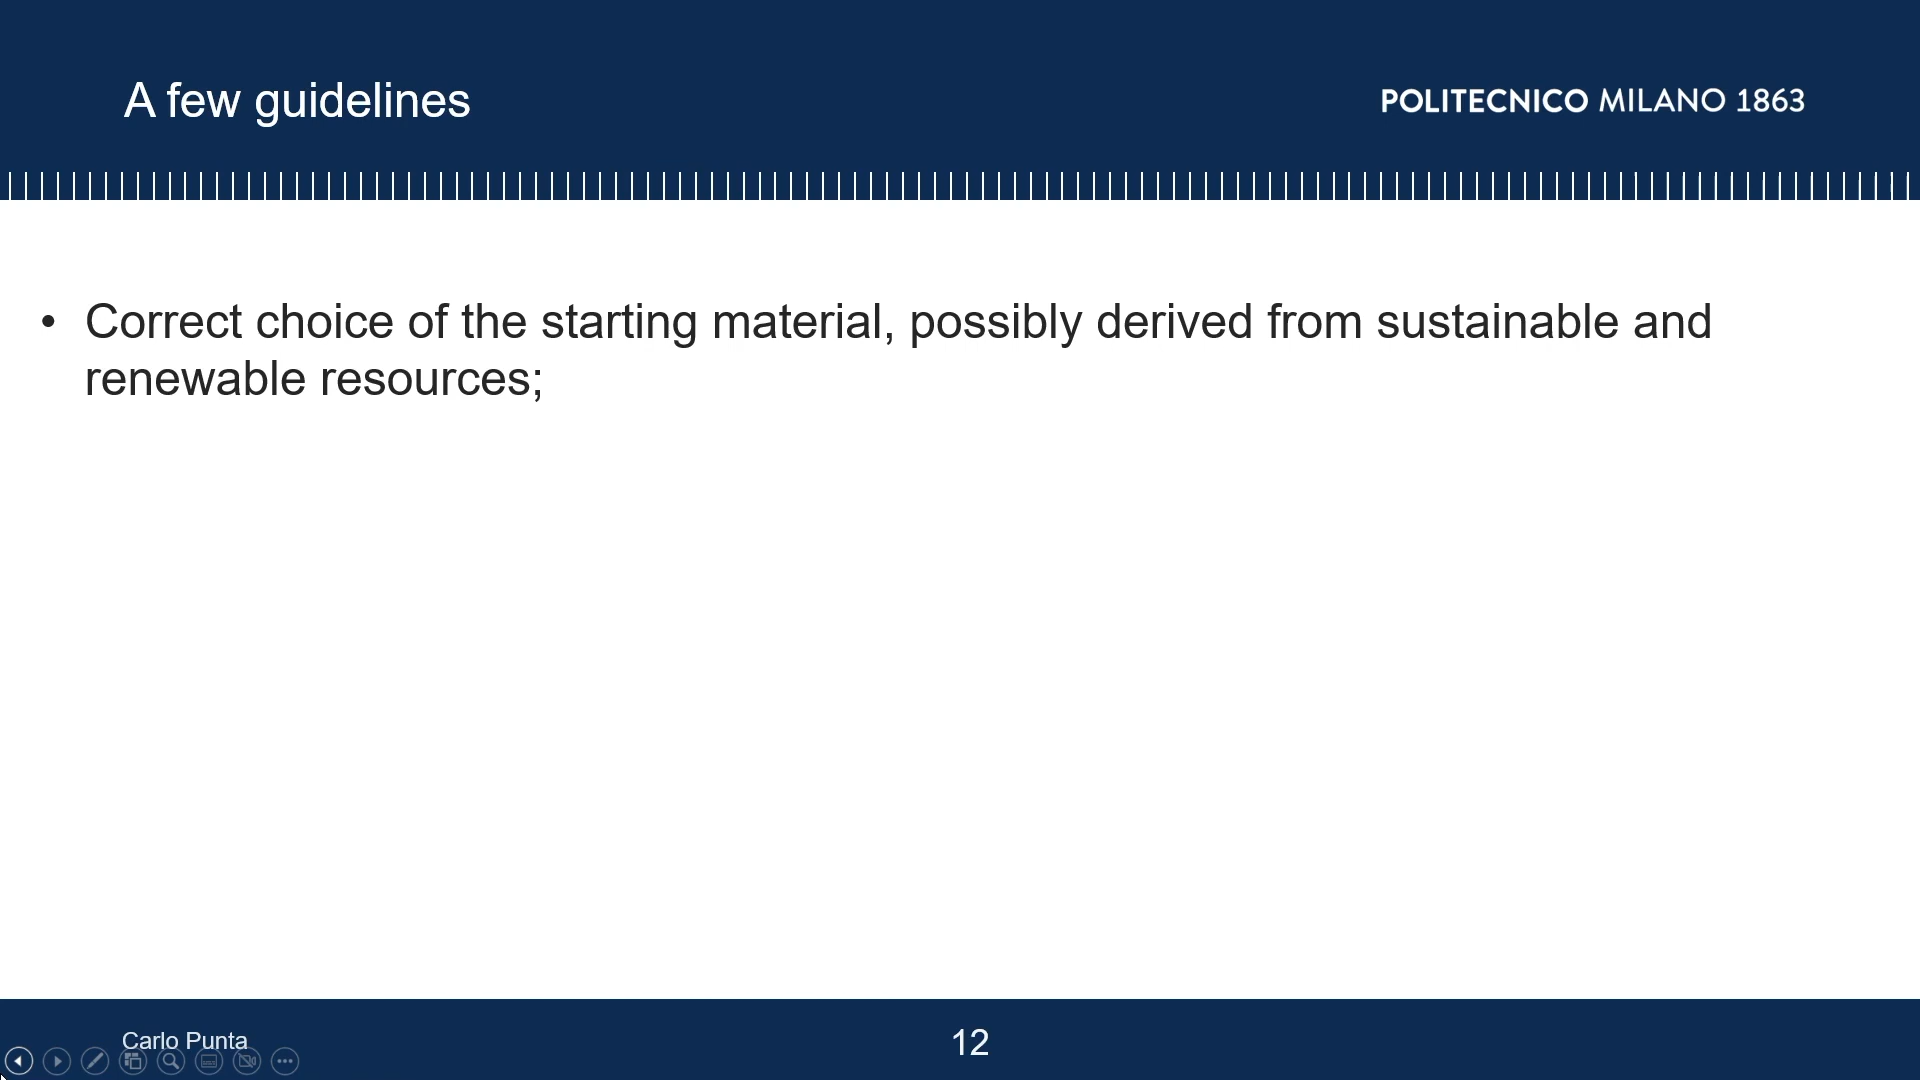 A few guidelines
POLITECNICO MILANO 1863
• Correct choice of the starting material, possibly derived from sustainable and
renewable resources;
Carlo Punta
12